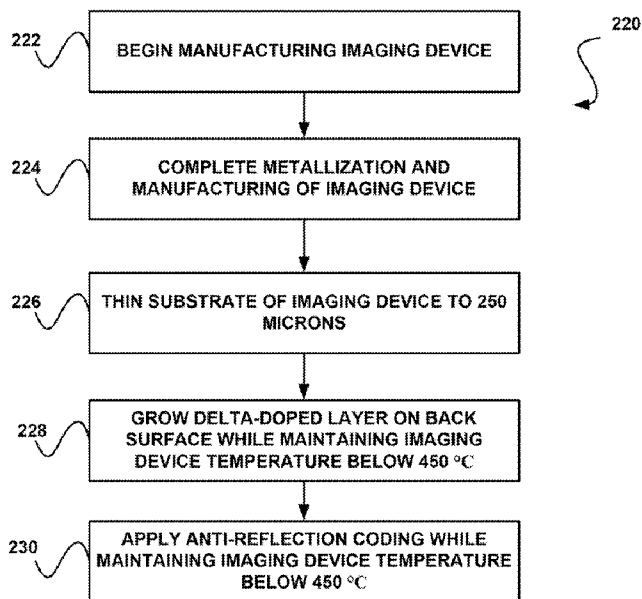 220
222
BEGIN MANUFACTURING IMAGING DEVICE
224
COMPLETE METALLIZATION AND
MANUFACTURING OF IMAGING DEVICE
226
THIN SUBSTRATE OF IMAGING DEVICE TO 250
MICRONS
228
GROW DELTA-DOPED LAYER ON BACK
SURFACE WHILE MAINTAINING IMAGING
DEVICE TEMPERATURE BELOW 450 °C
230
APPLY ANTI-REFLECTION CODING WHILE
MAINTAINING IMAGING DEVICE TEMPERATURE
BELOW 450 °C